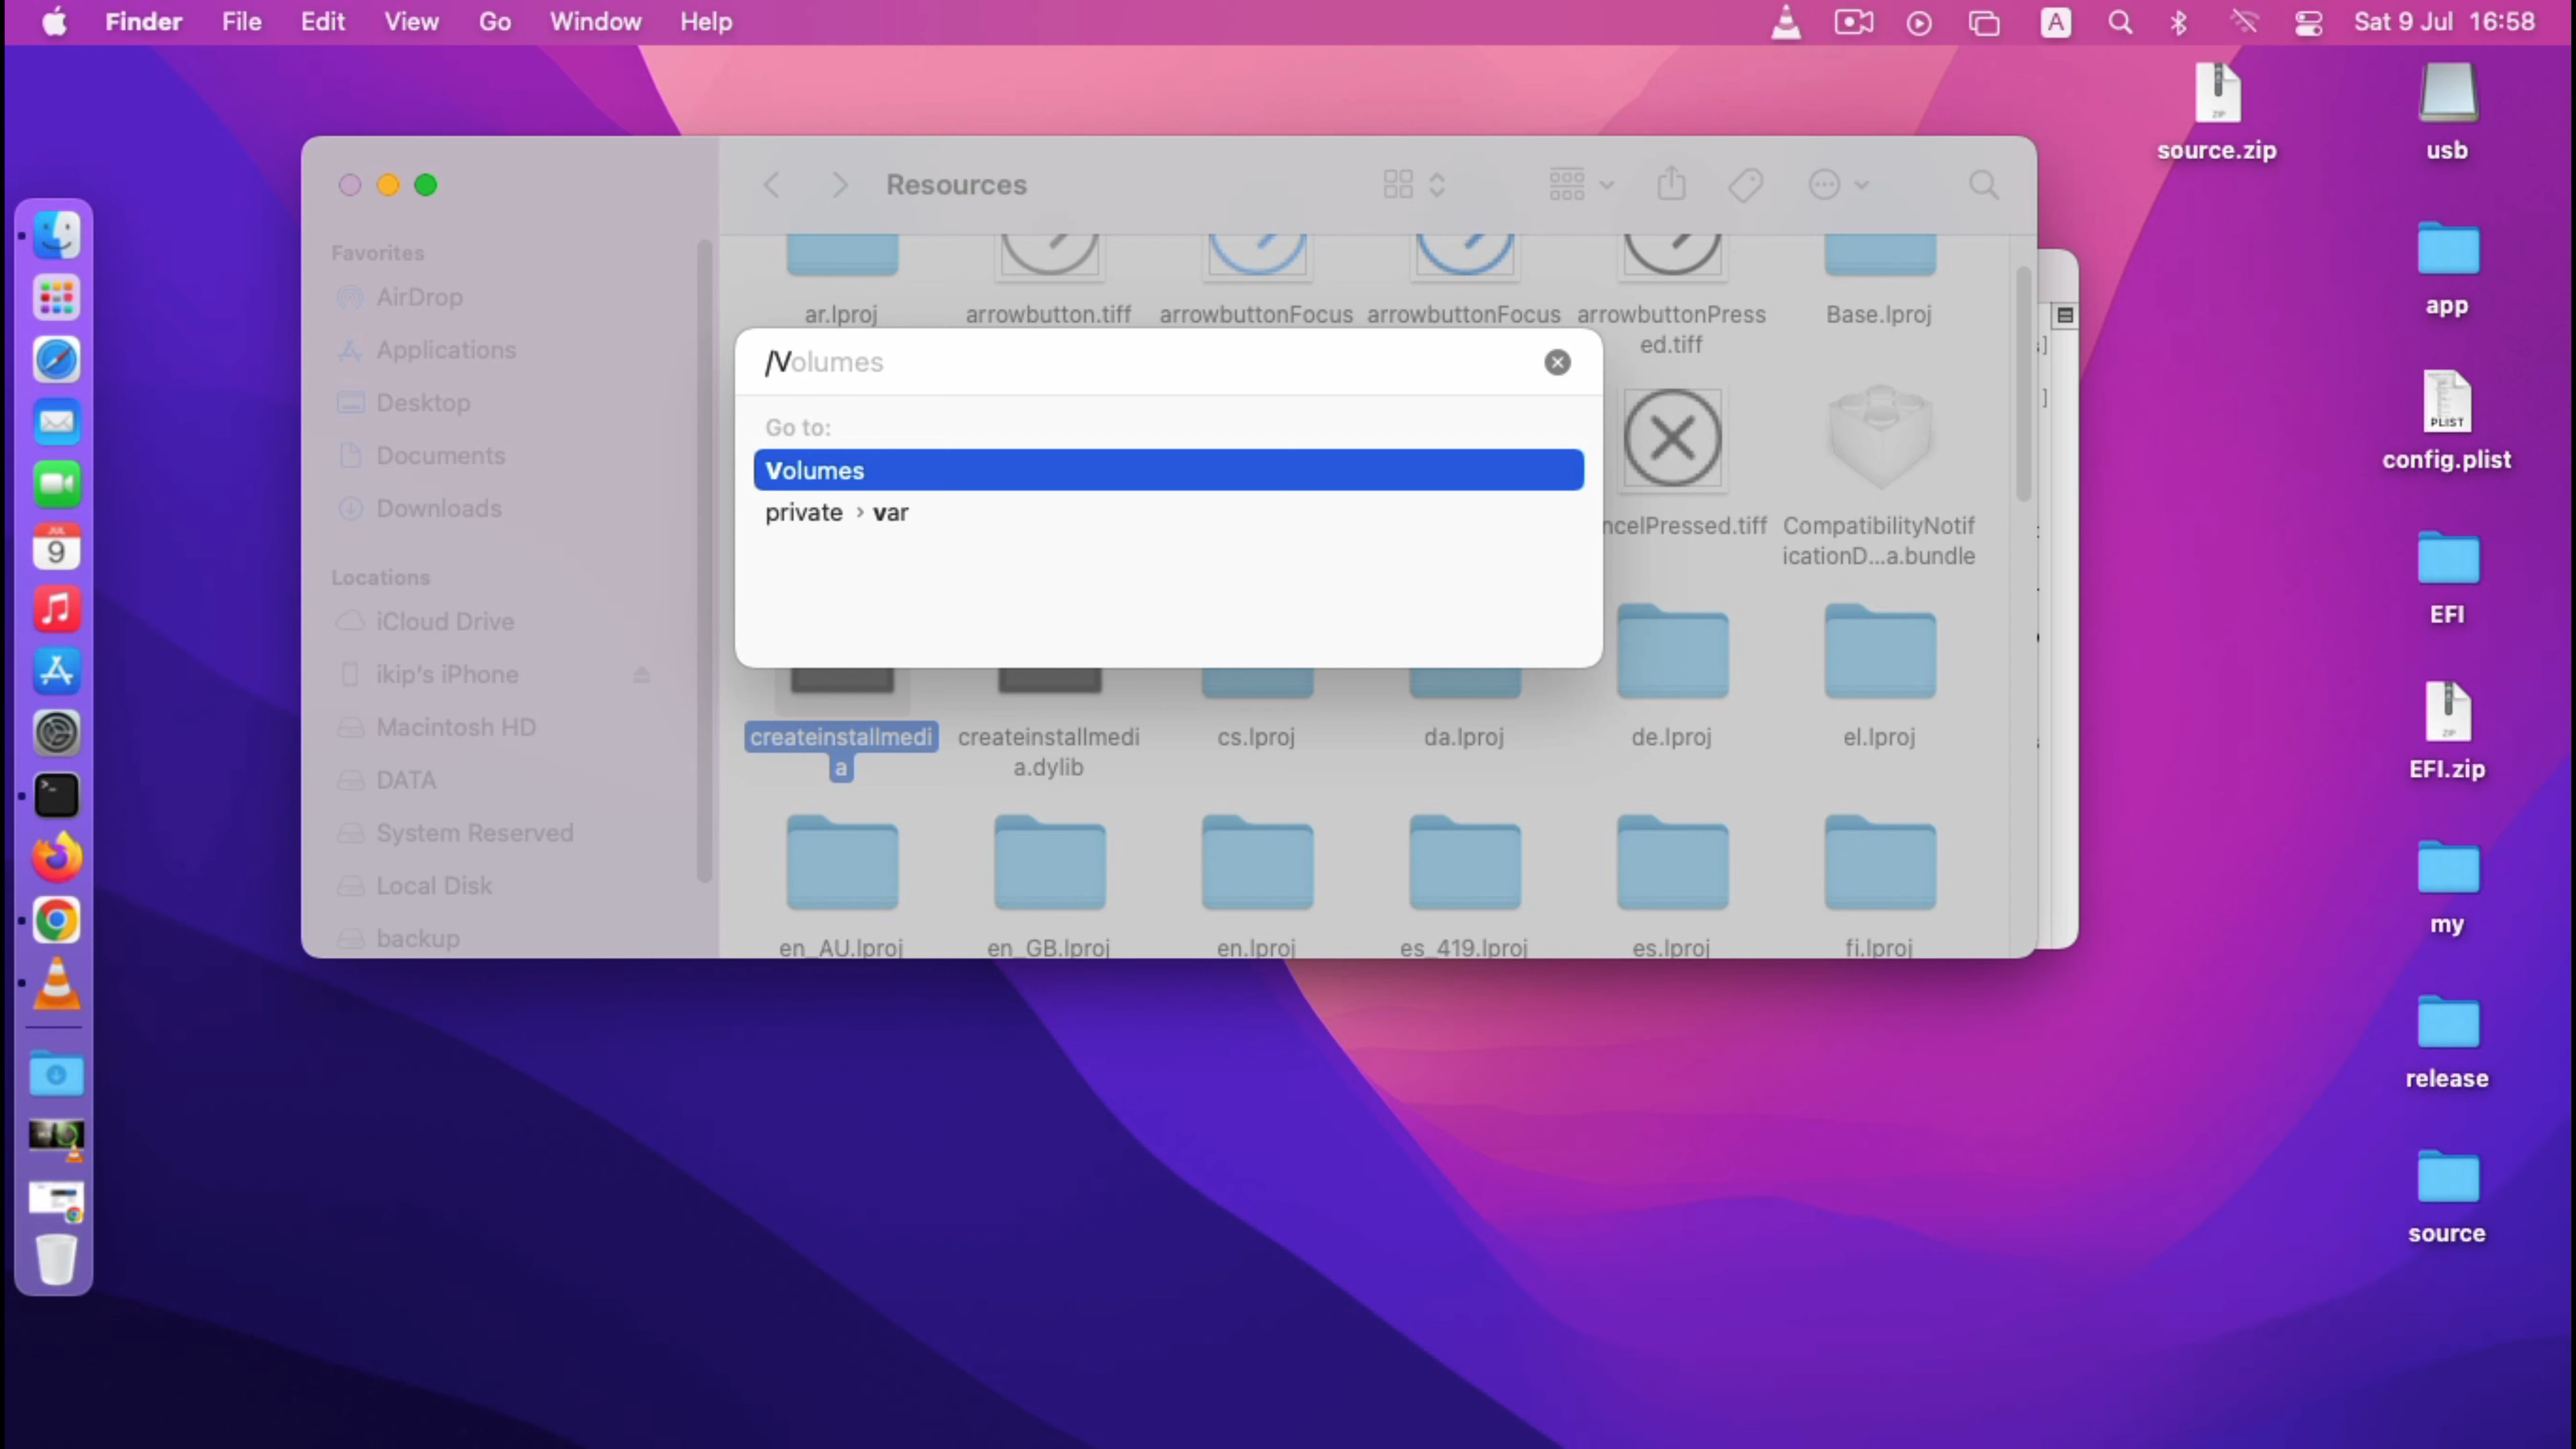 Finder File Edit View Go Window Help A Sat 9 Jul 16:58
source.zip
usb
app
PLIST
config.plist
EFI
ZIP
EFI.zip
my
release
source
JUL
9
Resources
Favorites
AirDrop
Applications
Desktop
Documents
Downloads
Locations
iCloud Drive
ikip's iPhone
Macintosh HD
DATA
System Reserved
Local Disk
backup
ar.lproj
arrowbutton.tiff
arrowbuttonFocus
arrowbuttonFocus
arrowbuttonPress
ed.tiff
Base.lproj
/Volumes
Go to:
Volumes
private › var
ncelPressed.tiff
CompatibilityNotif
icationD...a.bundle
createinstallmedi
a
createinstallmedi
a.dylib
cs.lproj
da.lproj
de.lproj
el.lproj
en_AU.lproj
en_GB.lproj
en.lproj
es_419.lproj
es.lproj
fi.lproj